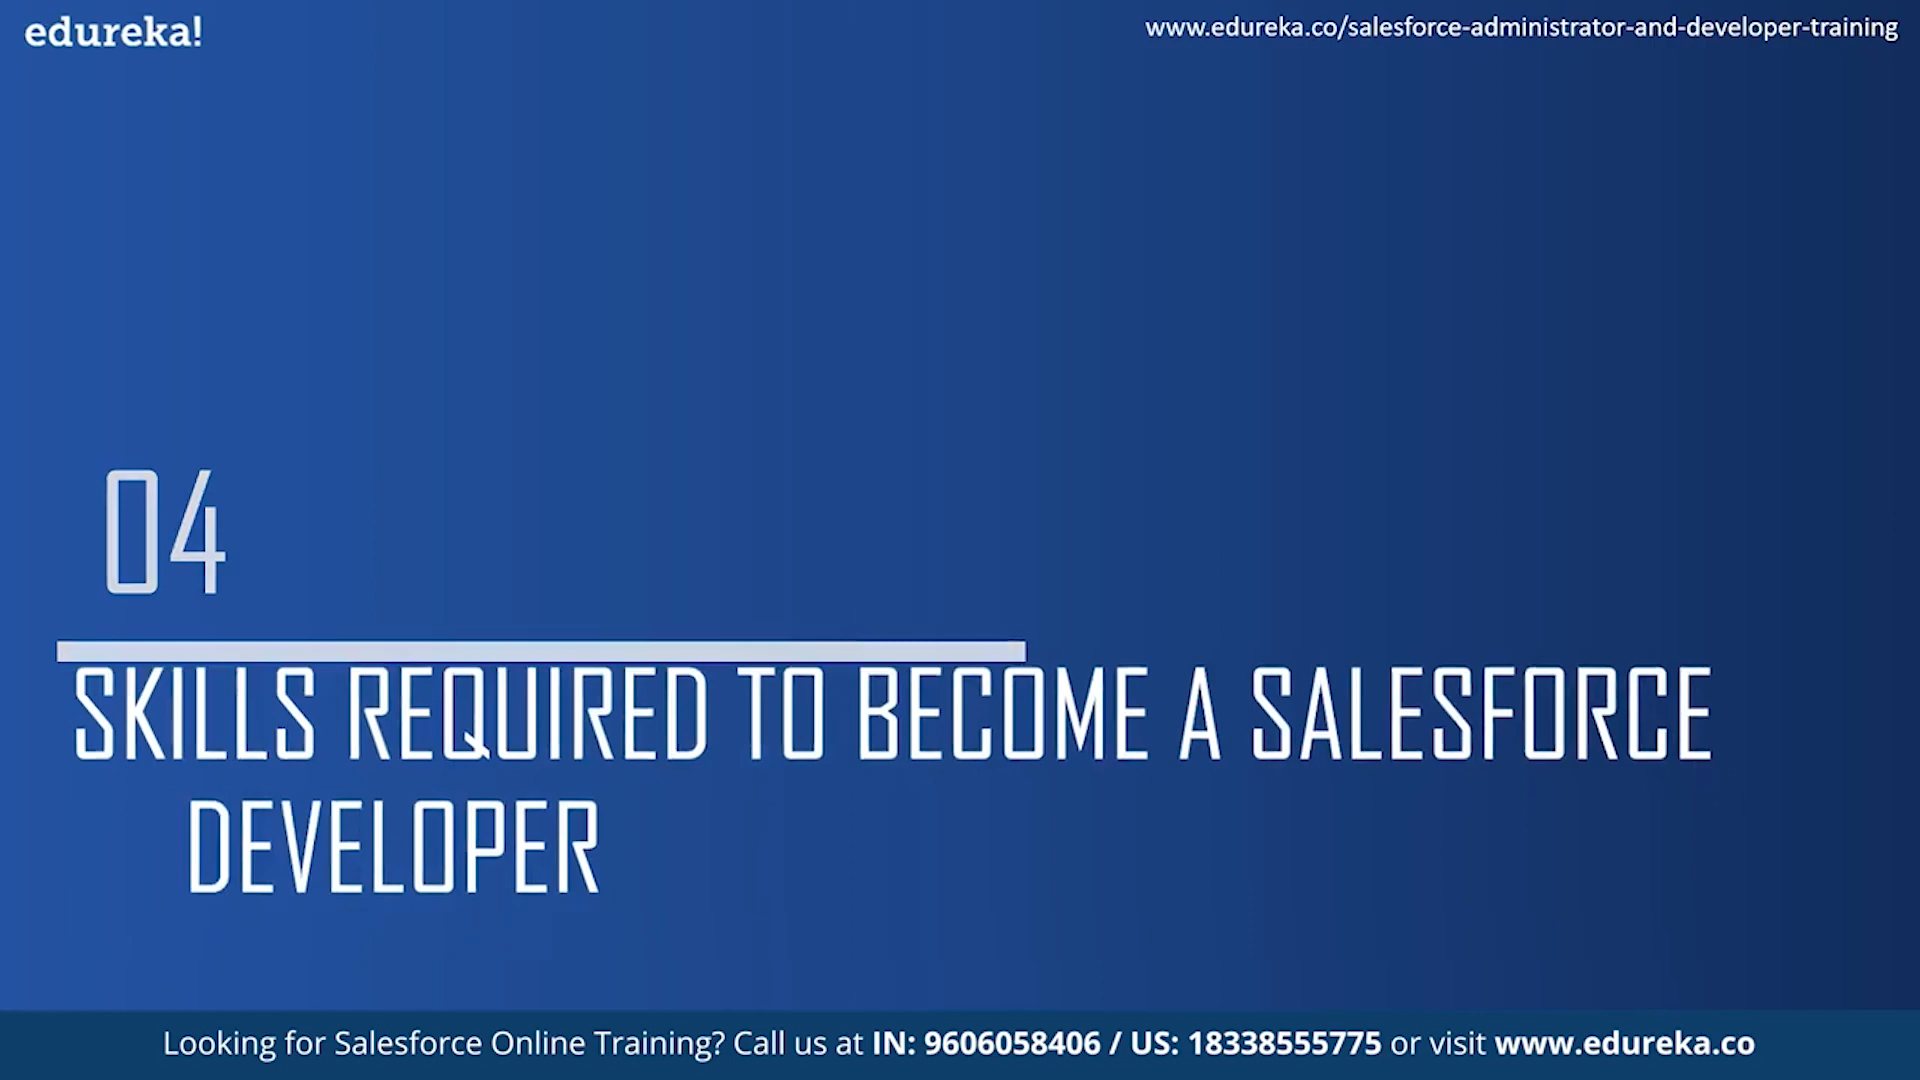 edureka!
www.edureka.co/salesforce-administrator-and-developer-training
04
SKILLS REQUIRED TO BECOME A SALESFORCE
DEVELOPER
Looking for Salesforce Online Training? Call us at IN: 9606058406 / US: 18338555775 or visit www.edureka.co